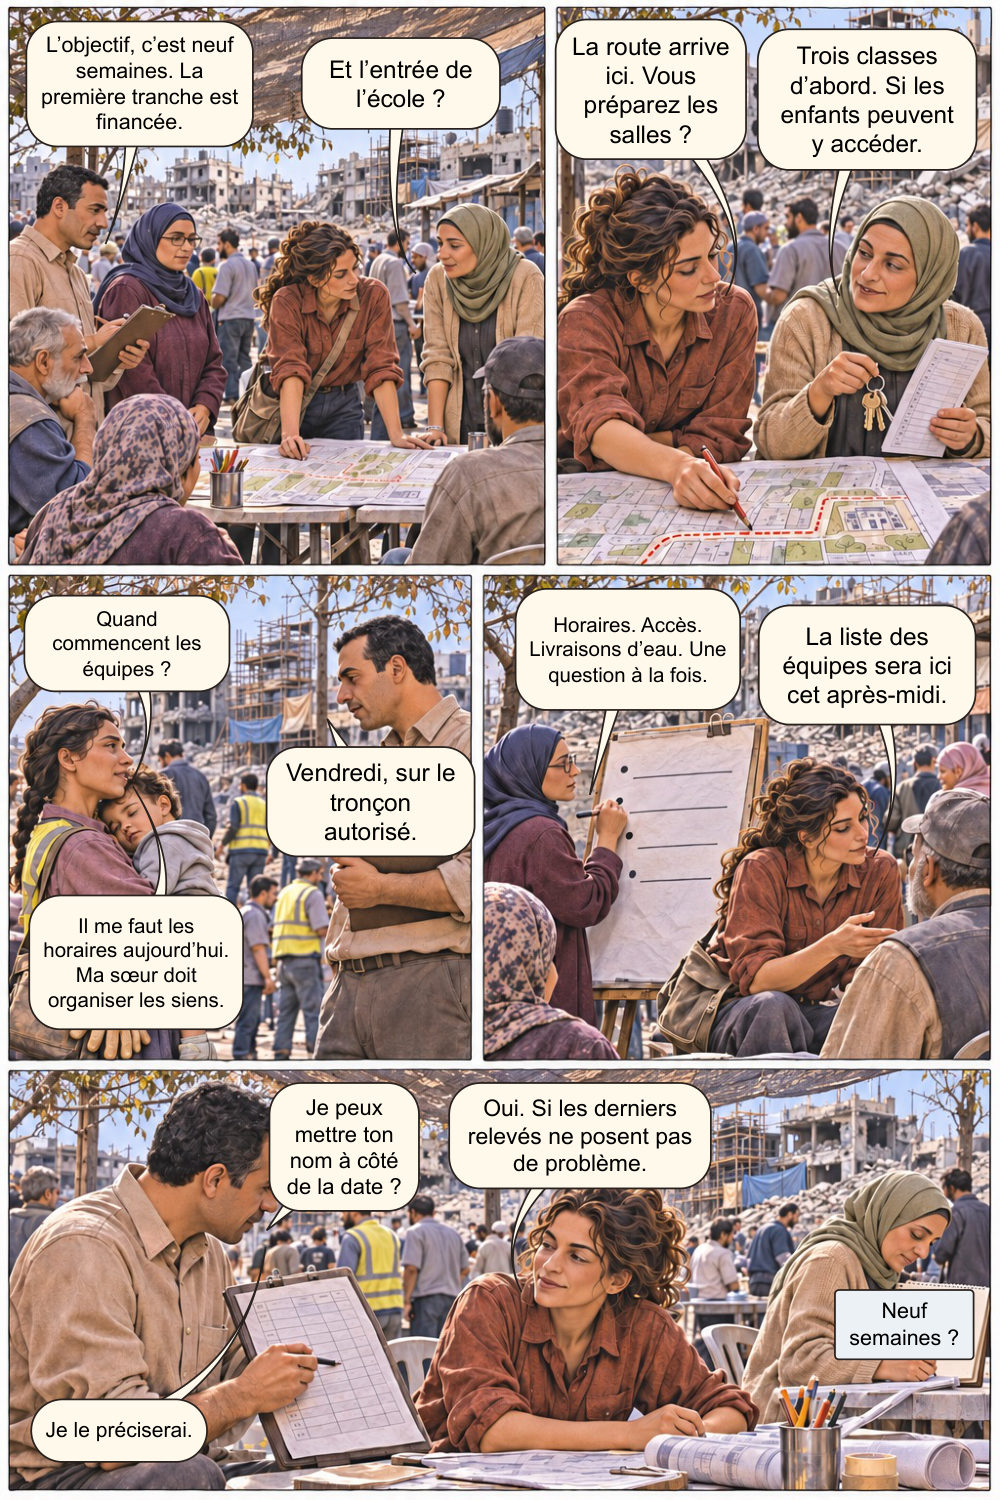 L’objectif, c’est neuf
semaines. La
première tranche est
financée.
Et l’entrée de
l’école ?
La route arrive
ici. Vous
préparez les
salles ?
Trois classes
d’abord. Si les
enfants peuvent
y accéder.
Quand
commencent les
équipes ?
Vendredi, sur le
tronçon
autorisé.
Il me faut les
horaires aujourd’hui.
Ma sœur doit
organiser les siens.
Horaires. Accès.
Livraisons d’eau. Une
question à la fois.
La liste des
équipes sera ici
cet après-midi.
Je peux
mettre ton
nom à côté
de la date ?
Oui. Si les derniers
relevés ne posent pas
de problème.
Je le préciserai.
Neuf
semaines ?